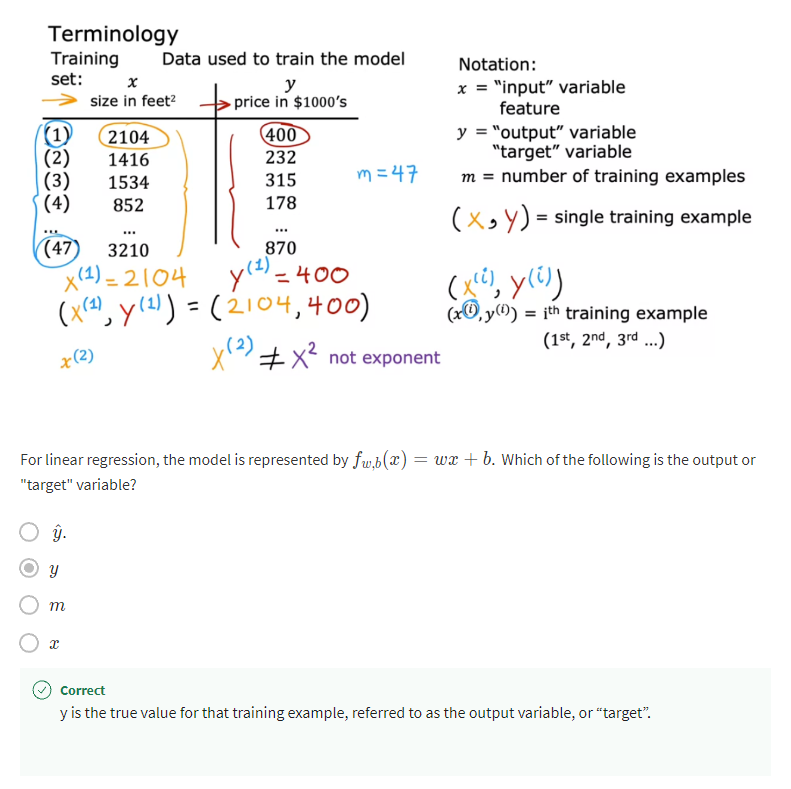 Terminology
Training set:
Data used to train the model
x
size in feet²
y
price in $1000's
(1) 2104 400
(2) 1416 232
(3) 1534 315
(4) 852 178
... ... ...
(47) 3210 870
m=47
x⁽¹⁾=2104 y⁽¹⁾=400
(x⁽¹⁾, y⁽¹⁾) = (2104, 400)
x⁽²⁾ x⁽²⁾ ≠ x² not exponent
Notation:
x = "input" variable
feature
y = "output" variable
"target" variable
m = number of training examples
(x, y) = single training example
(x⁽ⁱ⁾, y⁽ⁱ⁾)
(x⁽ⁱ⁾, y⁽ⁱ⁾) = iᵗʰ training example
(1ˢᵗ, 2ⁿᵈ, 3ʳᵈ ...)
For linear regression, the model is represented by f_{w,b}(x) = wx + b. Which of the following is the output or
"target" variable?
ŷ.
y
m
x
Correct
y is the true value for that training example, referred to as the output variable, or “target”.